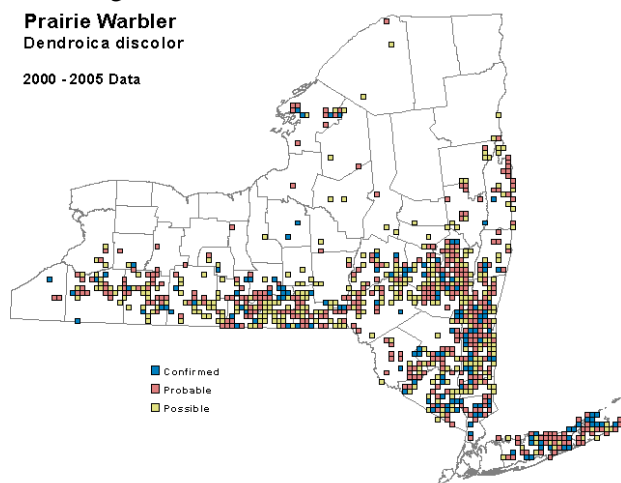 Prairie Warbler
Dendroica discolor
2000 - 2005 Data
Confirmed
Probable
Possible